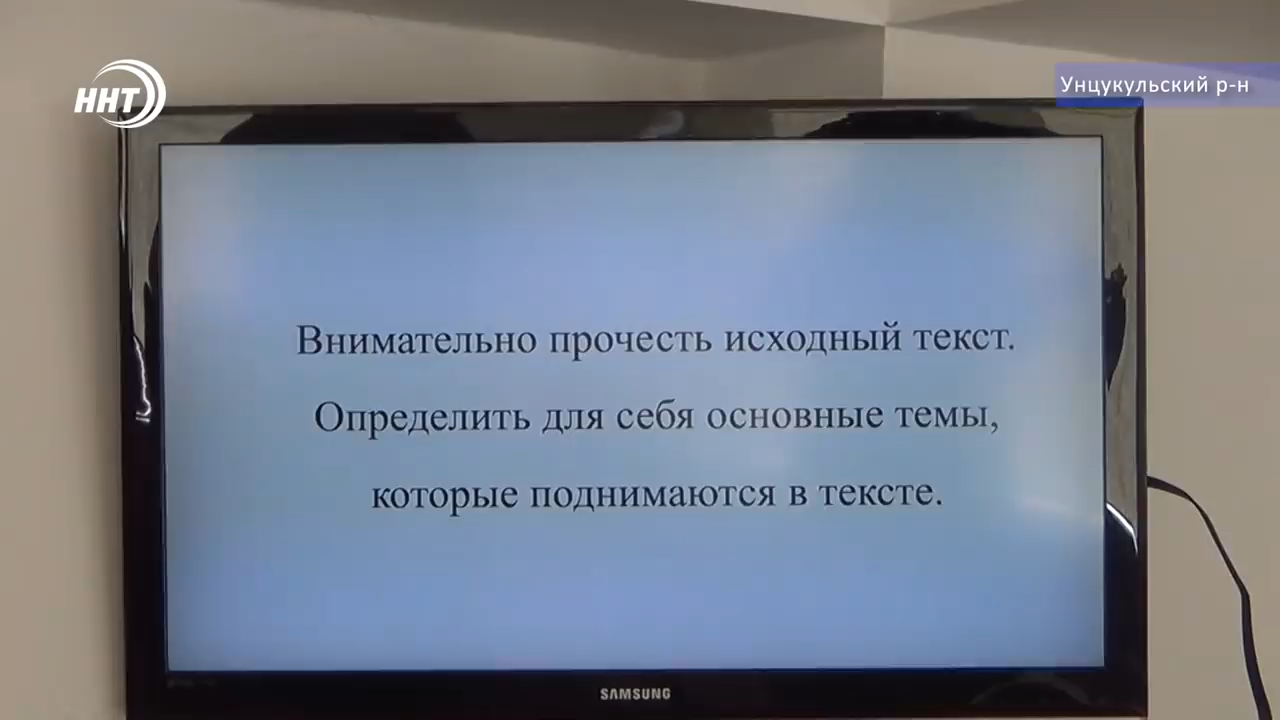 ННТ
Унцукульский р-н
Внимательно прочесть исходный текст.
Определить для себя основные темы,
которые поднимаются в тексте.
SAMSUNG